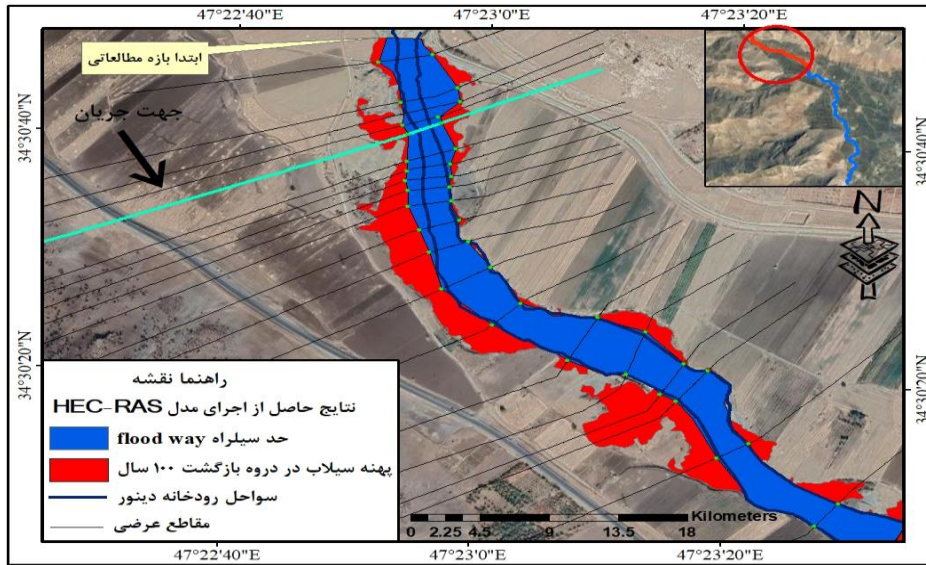 47°22'40"E
47°23'0"E
47°23'20"E
ابتدا بازه مطالعاتی
جهت جریان
34°30'40"N
34°30'40"N
N
34°30'20"N
34°30'20"N
راهنما نقشه
نتایج حاصل از اجرای مدل HEC-RAS
حد سیلراه flood way
پهنه سیلاب در دروه بازگشت ۱۰۰ سال
سواحل رودخانه دینور
مقاطع عرضی
Kilometers
0 2.25 4.5 9 13.5 18
47°22'40"E
47°23'0"E
47°23'20"E